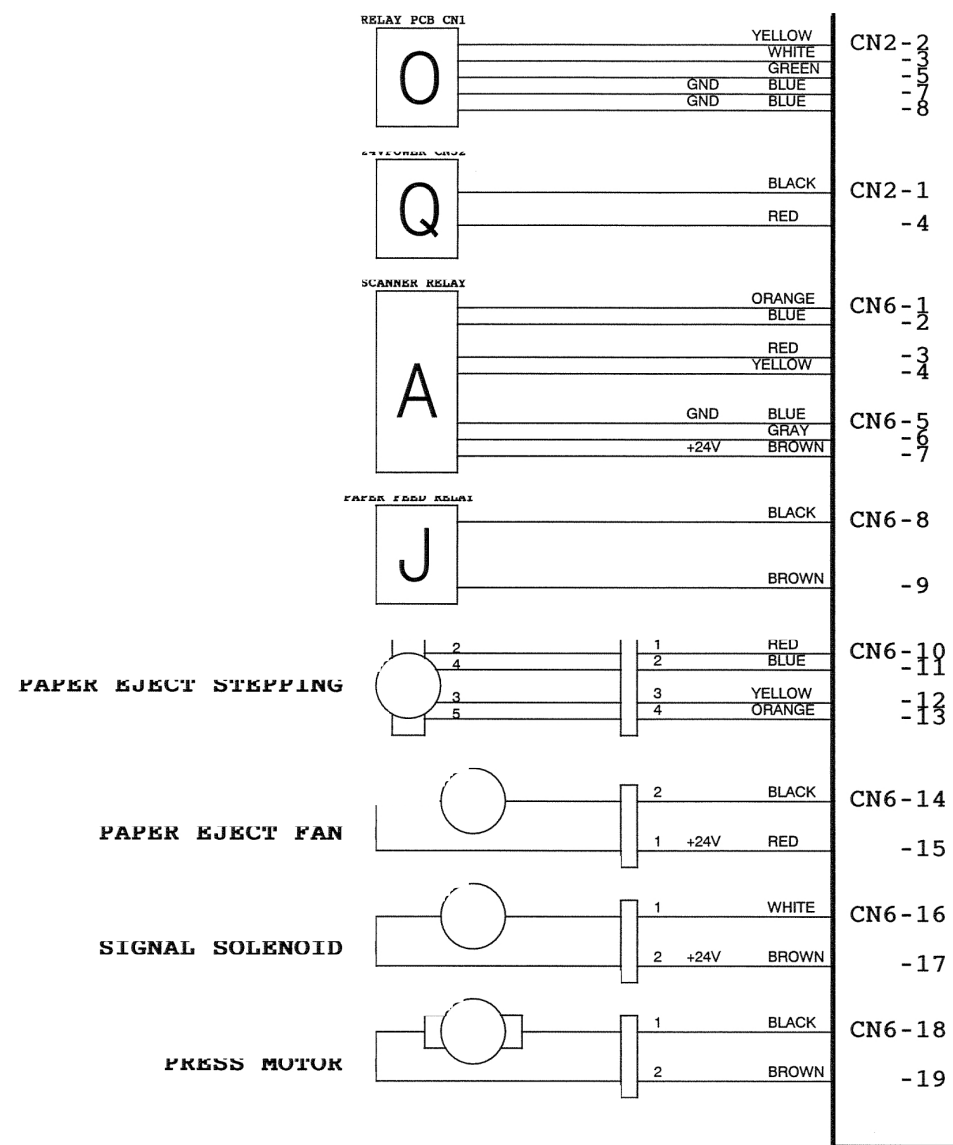 RELAY PCB CN1
O
YELLOW CN2-2
WHITE -3
GREEN -5
GND BLUE -7
GND BLUE -8
24VPOWER CN52
Q
BLACK CN2-1
RED -4
SCANNER RELAY
A
ORANGE CN6-1
BLUE -2
RED -3
YELLOW -4
GND BLUE CN6-5
GRAY -6
+24V BROWN -7
PAPER FEED RELAY
J
BLACK CN6-8
BROWN -9
PAPER EJECT STEPPING
2 1 RED CN6-10
4 2 BLUE -11
3 3 YELLOW -12
5 4 ORANGE -13
PAPER EJECT FAN
2 BLACK CN6-14
1 +24V RED -15
SIGNAL SOLENOID
1 WHITE CN6-16
2 +24V BROWN -17
PRESS MOTOR
1 BLACK CN6-18
2 BROWN -19